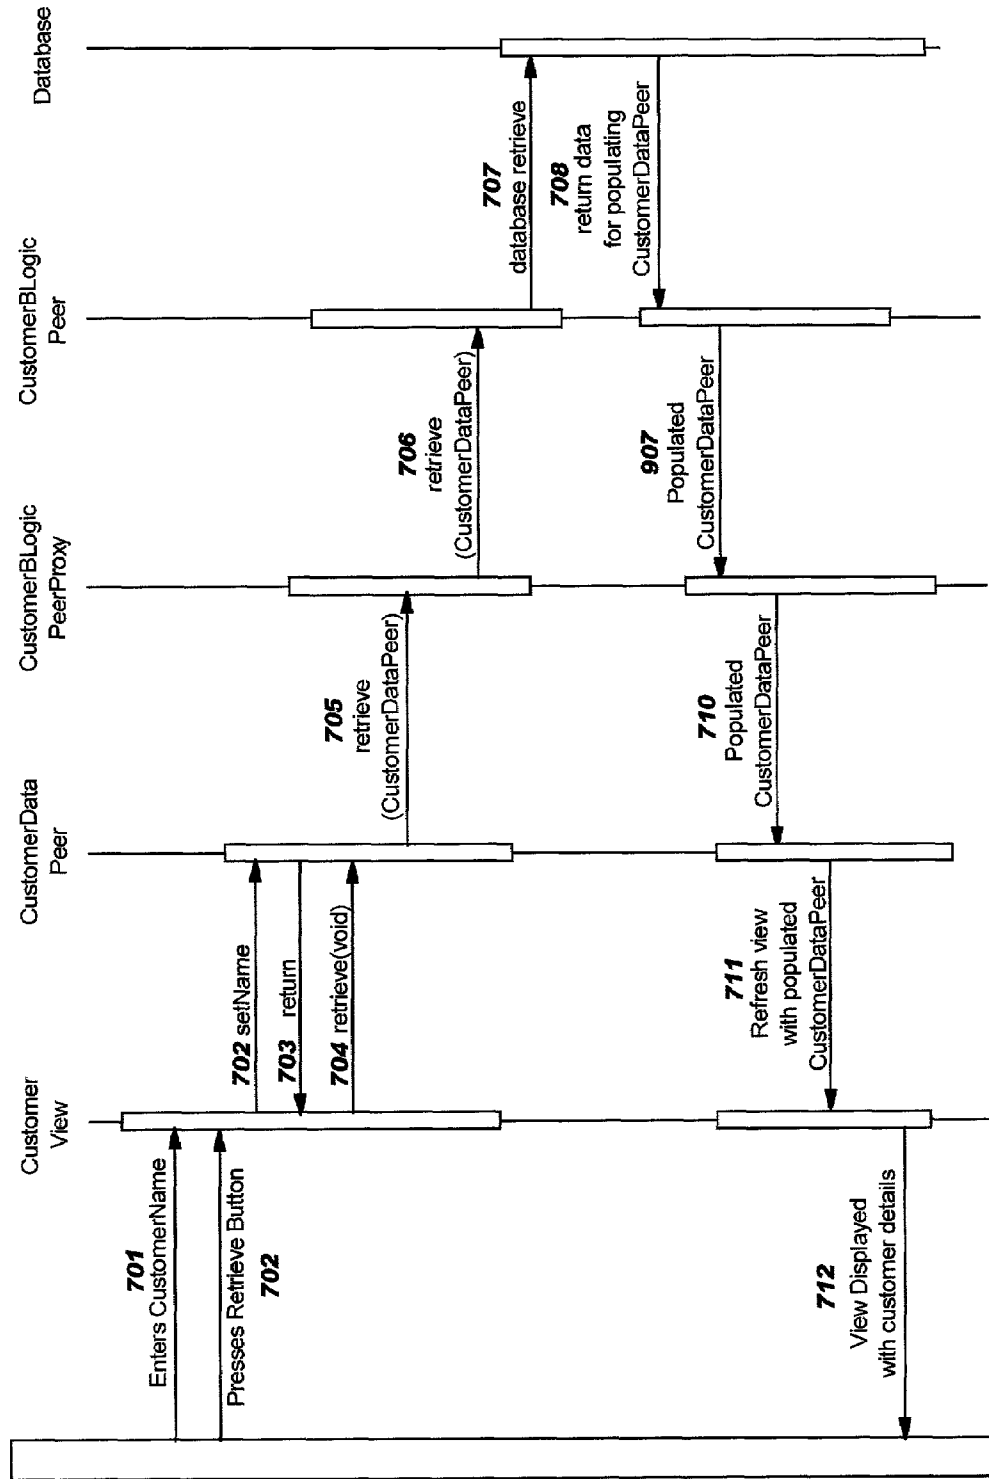 Customer
View
CustomerData
Peer
CustomerBLogic
PeerProxy
CustomerBLogic
Peer
Database
701
Enters CustomerName
Presses Retrieve Button
702
702 setName
703 return
704 retrieve(void)
705
retrieve
(CustomerDataPeer)
706
retrieve
(CustomerDataPeer)
707
database retrieve
708
return data
for populating
CustomerDataPeer
907
Populated
CustomerDataPeer
710
Populated
CustomerDataPeer
711
Refresh view
with populated
CustomerDataPeer
712
View Displayed
with customer details